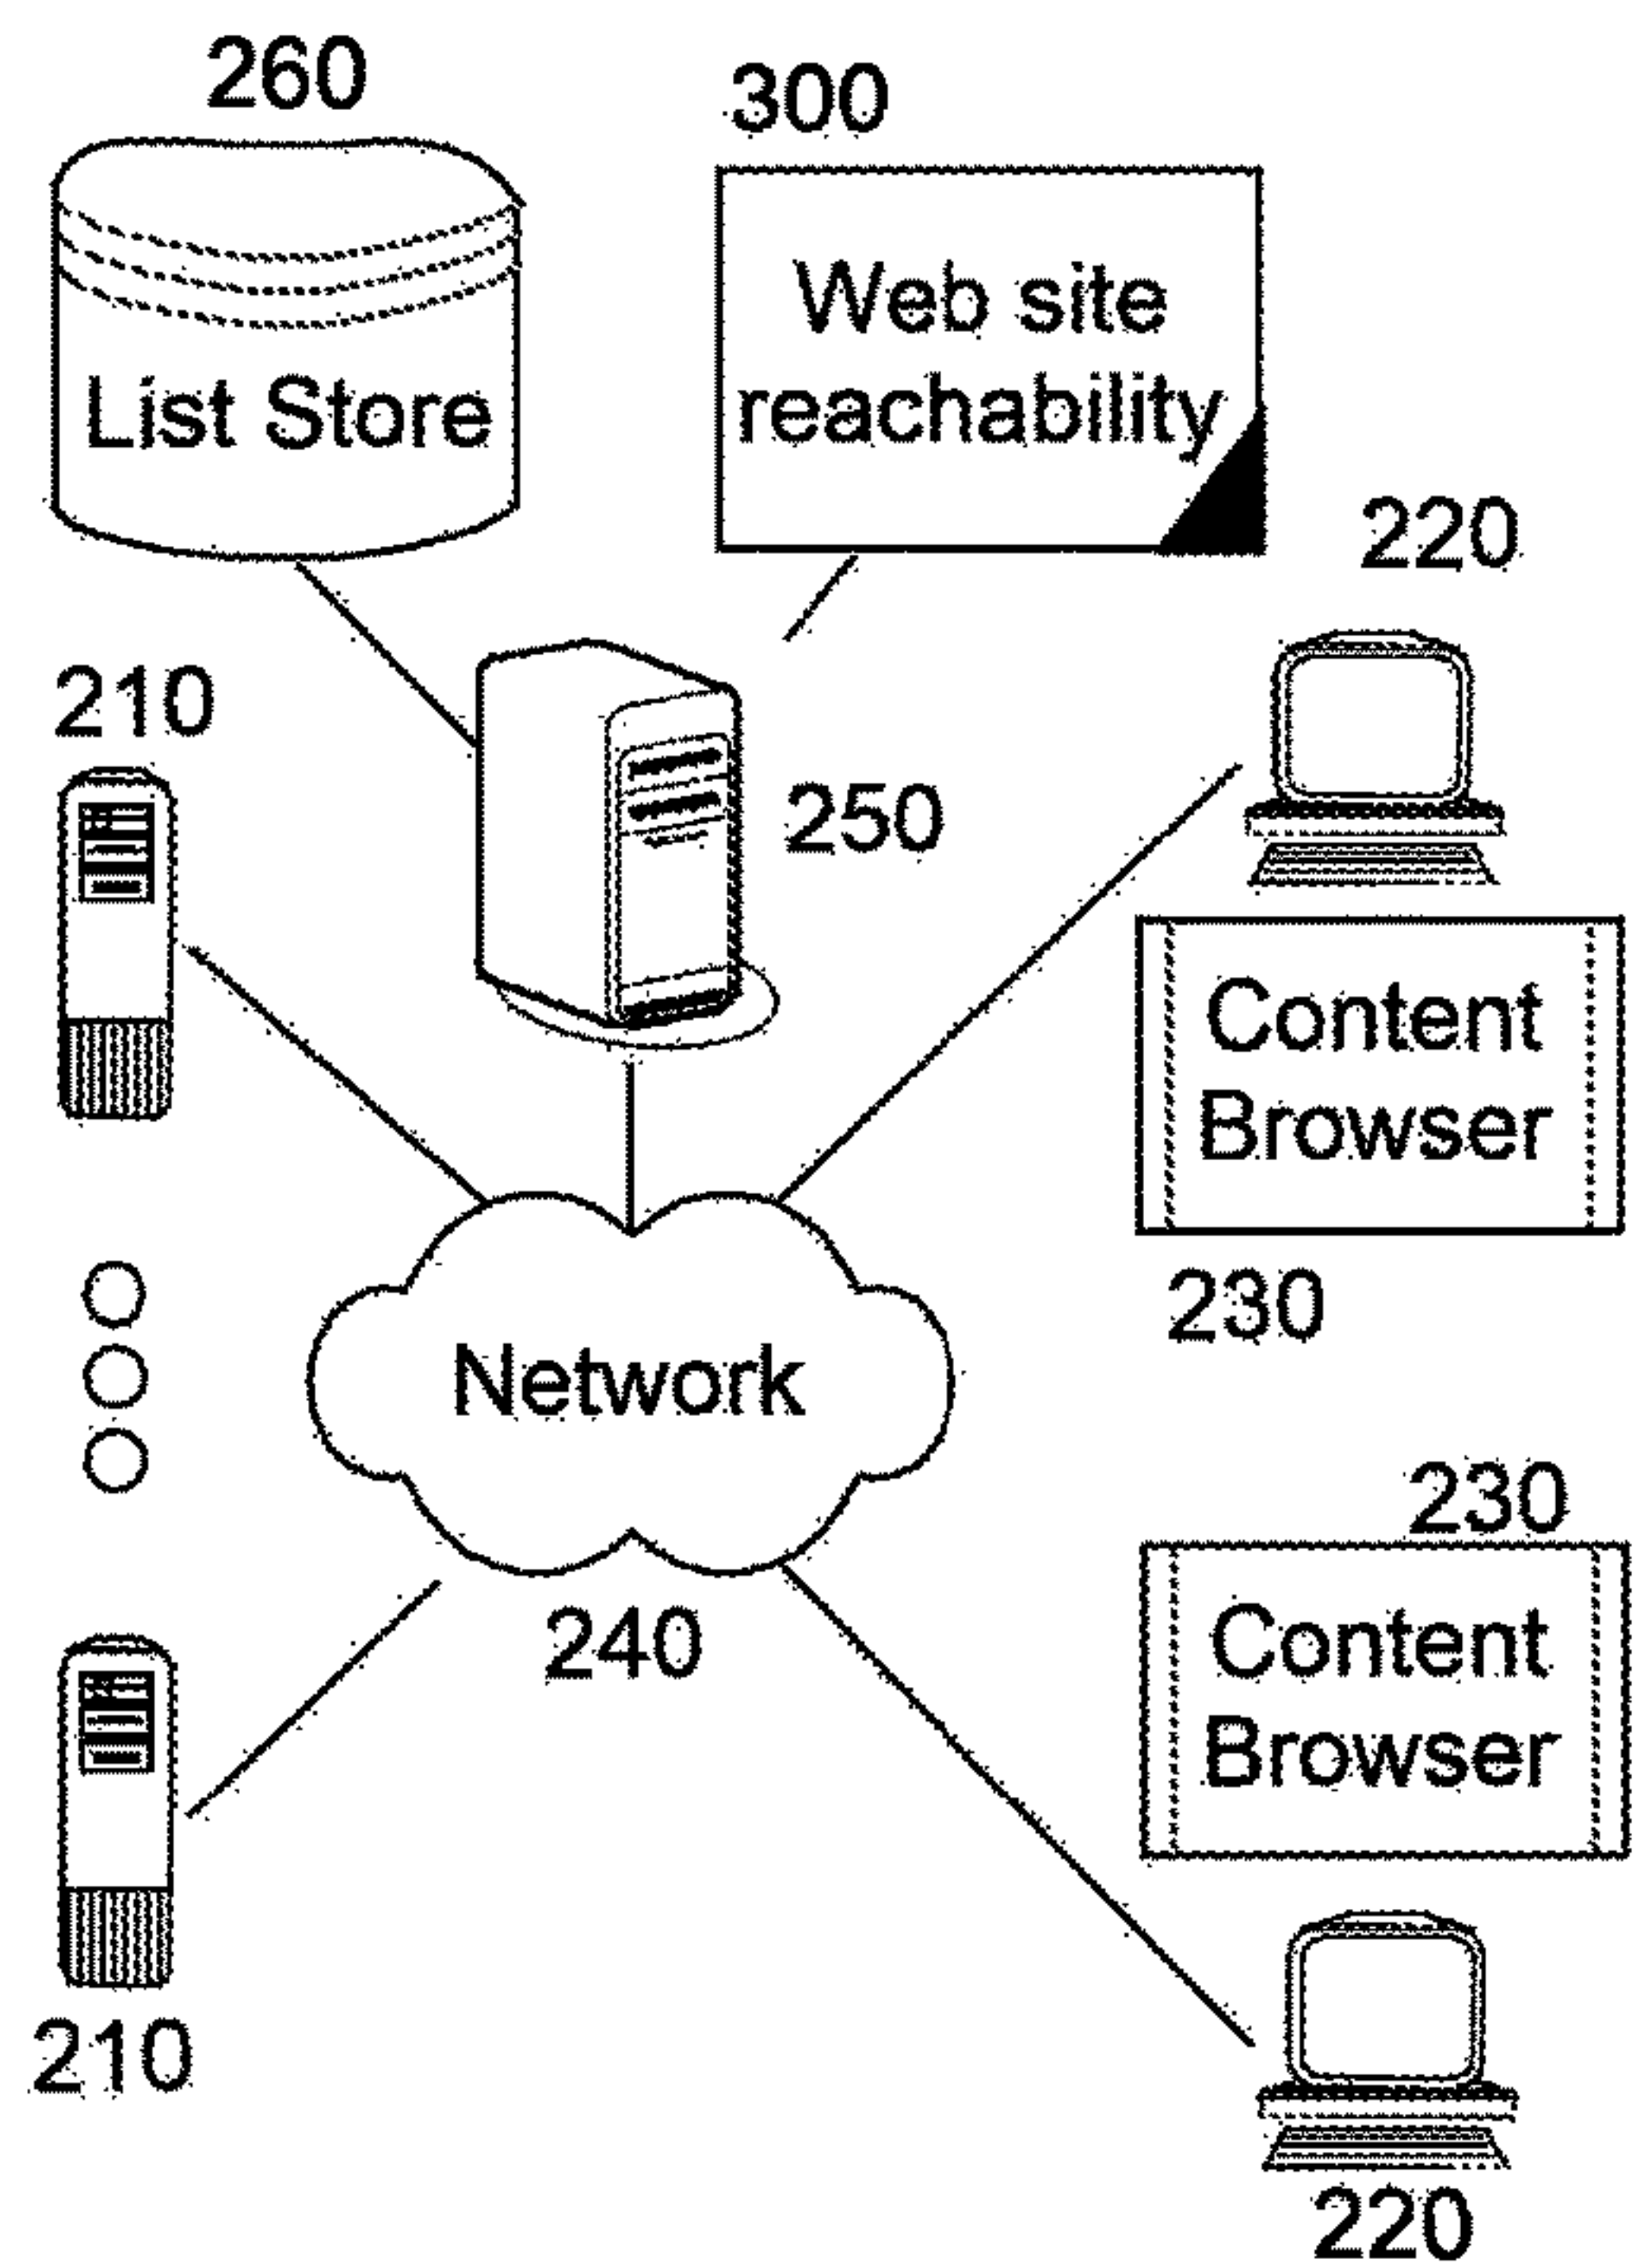 260
300
List Store
Web site
reachability
220
210
250
Content
Browser
230
Network
230
240
Content
Browser
210
220